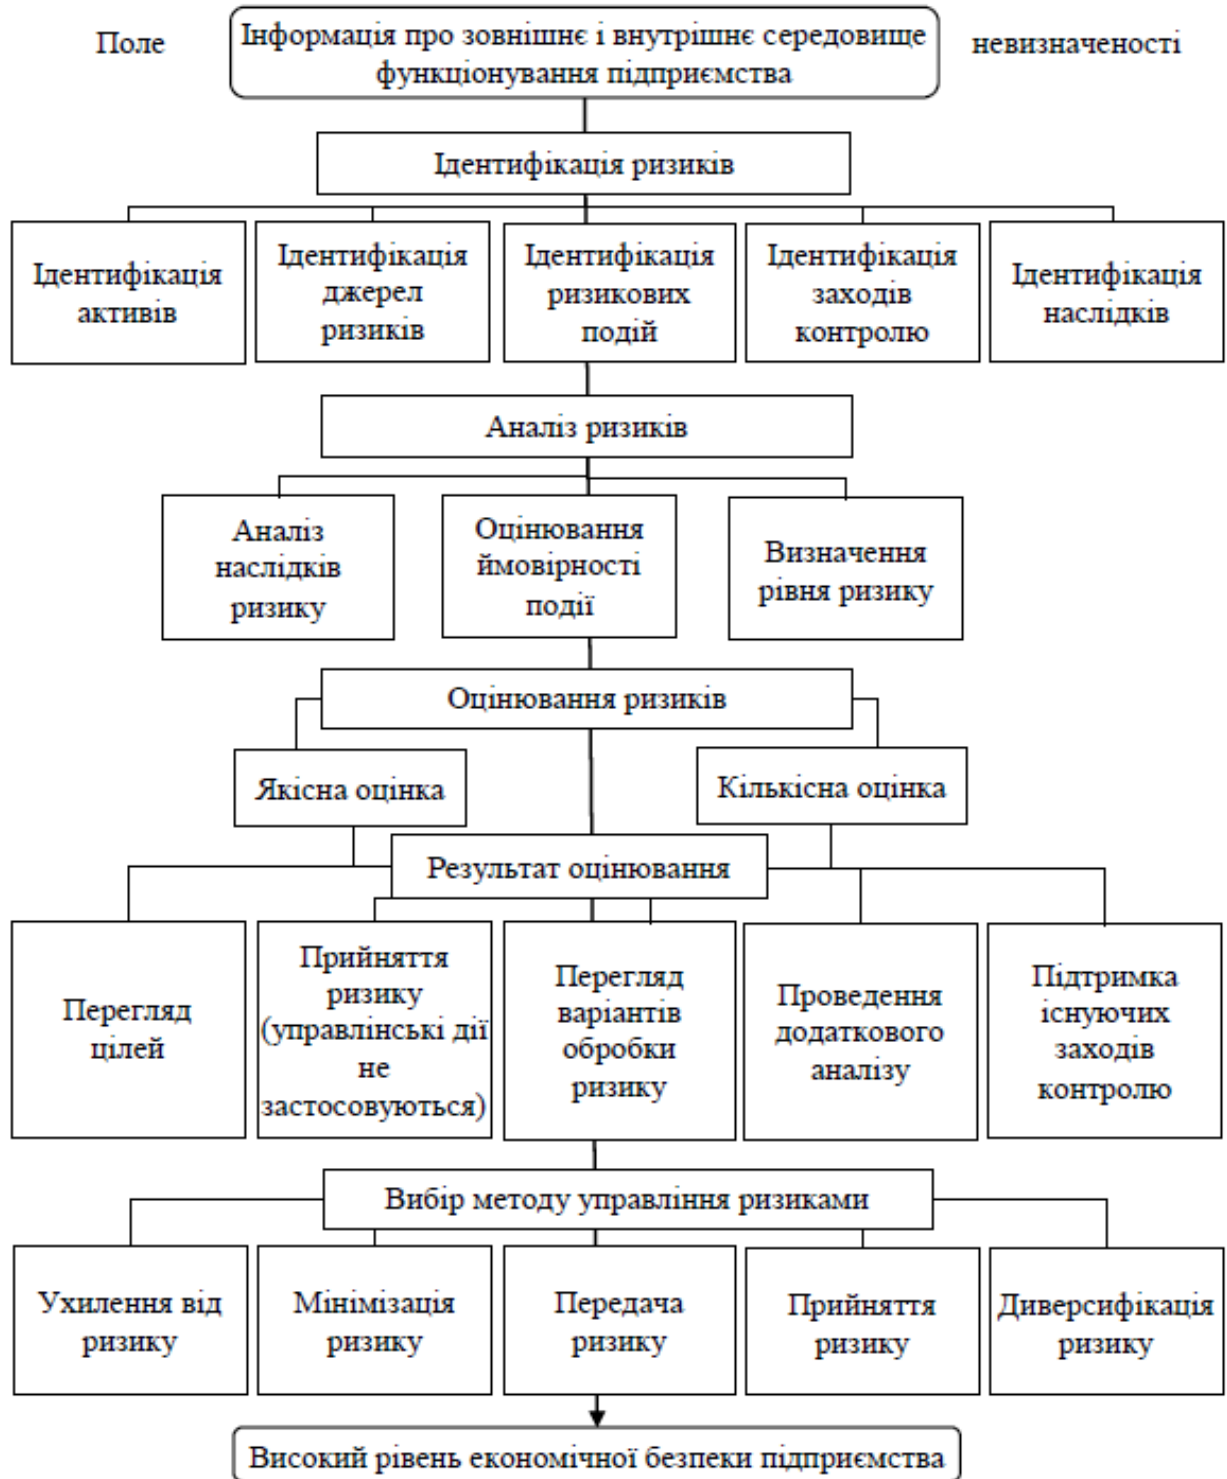 Поле
Інформація про зовнішнє і внутрішнє середовище
функціонування підприємства
невизначеності
Ідентифікація ризиків
Ідентифікація
активів
Ідентифікація
джерел
ризиків
Ідентифікація
ризикових
подій
Ідентифікація
заходів
контролю
Ідентифікація
наслідків
Аналіз ризиків
Аналіз
наслідків
ризику
Оцінювання
ймовірності
події
Визначення
рівня ризику
Оцінювання ризиків
Якісна оцінка
Кількісна оцінка
Результат оцінювання
Перегляд
цілей
Прийняття
ризику
(управлінські дії
не
застосовуються)
Перегляд
варіантів
обробки
ризику
Проведення
додаткового
аналізу
Підтримка
існуючих
заходів
контролю
Вибір методу управління ризиками
Ухилення від
ризику
Мінімізація
ризику
Передача
ризику
Прийняття
ризику
Диверсифікація
ризику
Високий рівень економічної безпеки підприємства